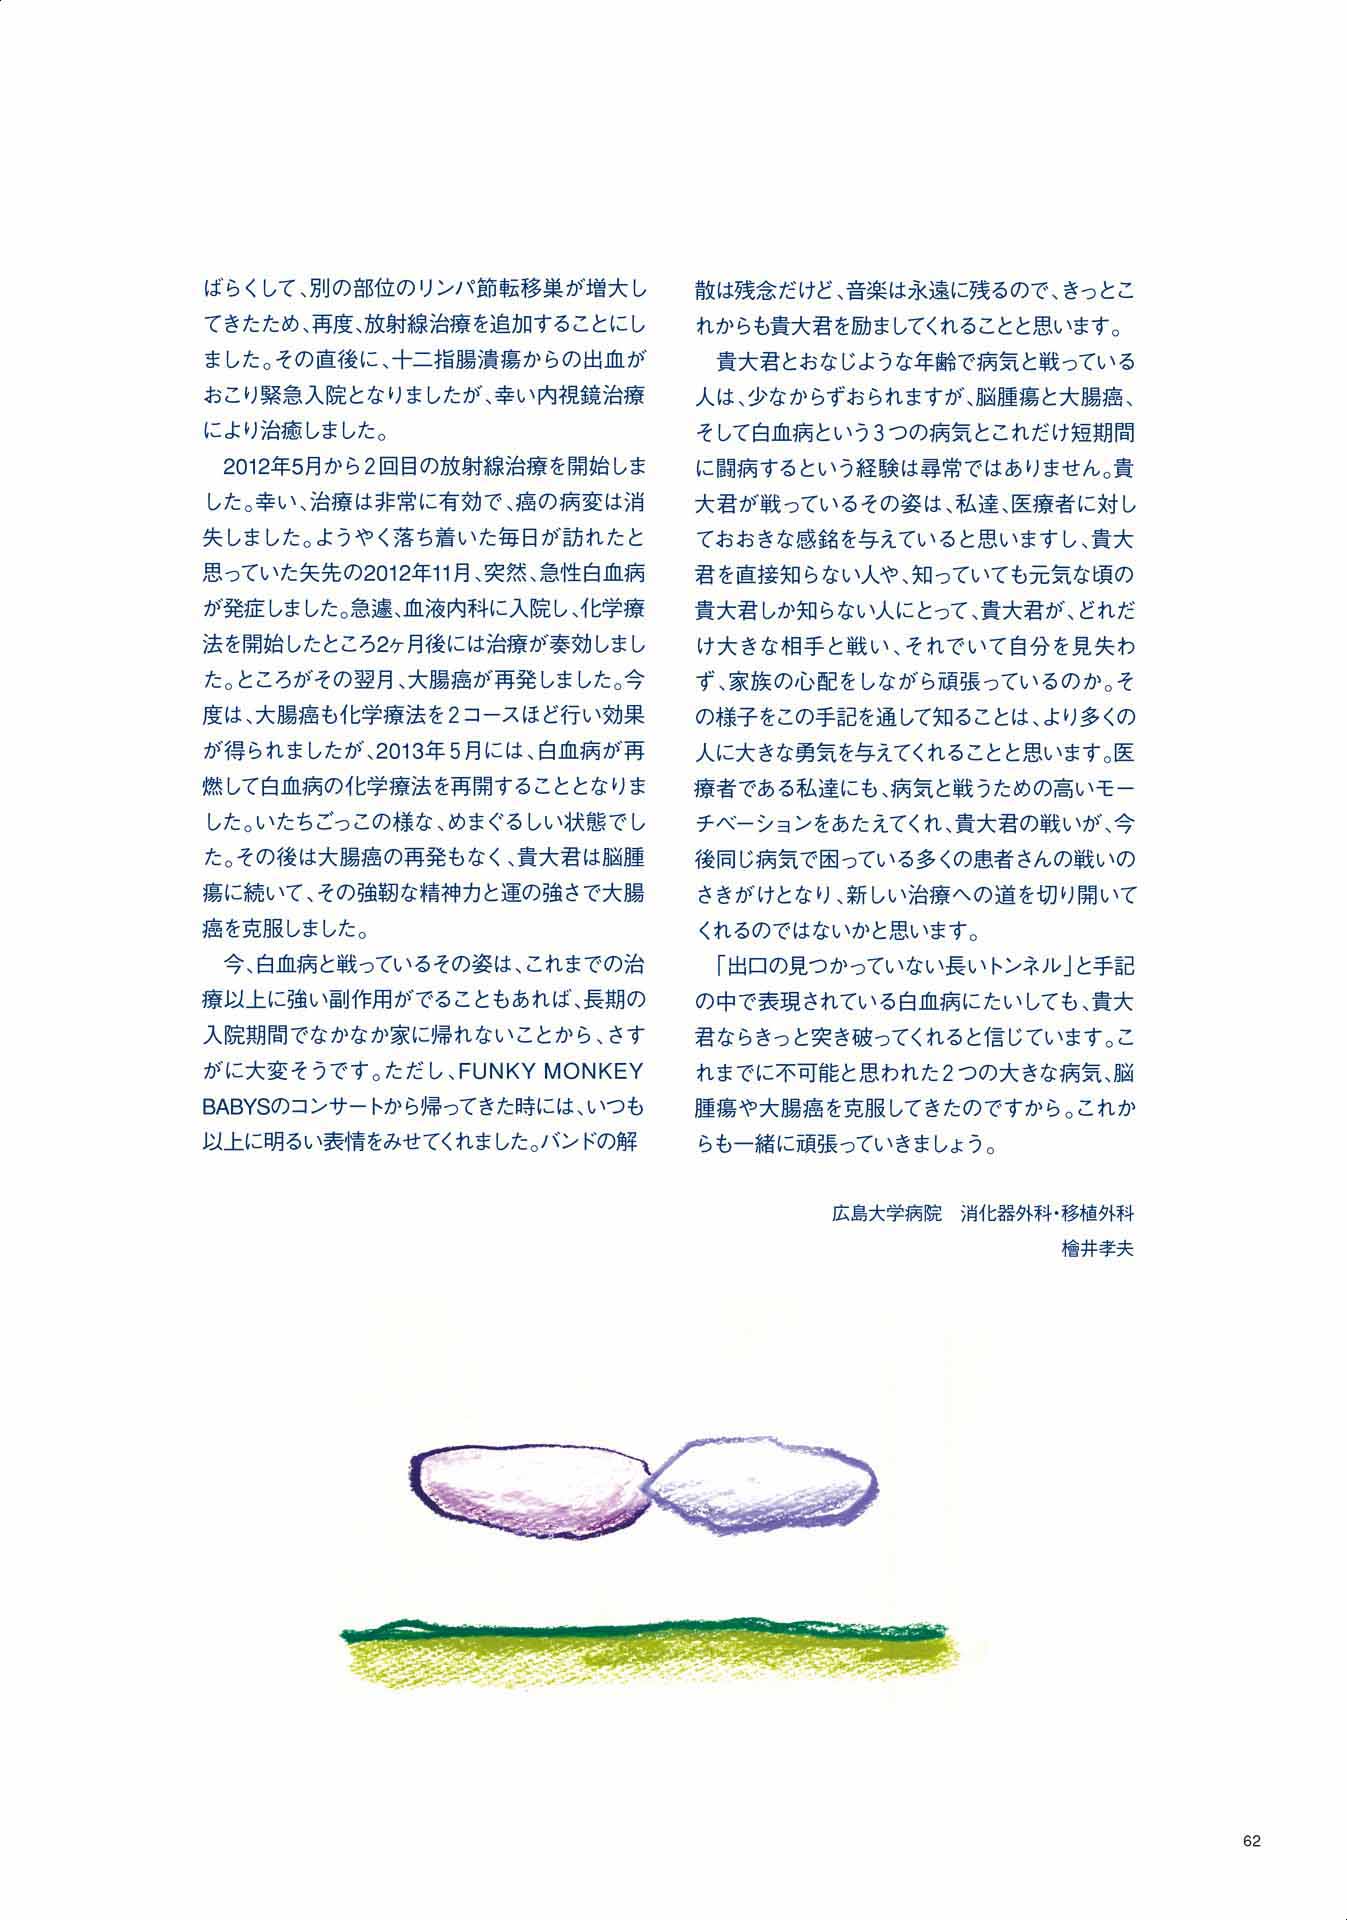 ばらくして、別の部位のリンパ節転移巣が増大し
てきたため、再度、放射線治療を追加することにし
ました。その直後に、十二指腸潰瘍からの出血が
おこり緊急入院となりましたが、幸い内視鏡治療
により治癒しました。
2012年5月から2回目の放射線治療を開始しま
した。幸い、治療は非常に有効で、癌の病変は消
失しました。ようやく落ち着いた毎日が訪れたと
思っていた矢先の2012年11月、突然、急性白血病
が発症しました。急遽、血液内科に入院し、化学療
法を開始したところ2ヶ月後には治療が奏効しまし
た。ところがその翌月、大腸癌が再発しました。今
度は、大腸癌も化学療法を2コースほど行い効果
が得られましたが、2013年5月には、白血病が再
燃して白血病の化学療法を再開することとなりま
した。いたちごっこの様な、めまぐるしい状態でし
た。その後は大腸癌の再発もなく、貴大君は脳腫
瘍に続いて、その強靭な精神力と運の強さで大腸
癌を克服しました。
今、白血病と戦っているその姿は、これまでの治
療以上に強い副作用がでることもあれば、長期の
入院期間でなかなか家に帰れないことから、さす
がに大変そうです。ただし、FUNKY MONKEY
BABYSのコンサートから帰ってきた時には、いつも
以上に明るい表情をみせてくれました。バンドの解
散は残念だけど、音楽は永遠に残るので、きっとこ
れからも貴大君を励ましてくれることと思います。
貴大君とおなじような年齢で病気と戦っている
人は、少なからずおられますが、脳腫瘍と大腸癌、
そして白血病という3つの病気とこれだけ短期間
に闘病するという経験は尋常ではありません。貴
大君が戦っているその姿は、私達、医療者に対し
ておおきな感銘を与えていると思いますし、貴大
君を直接知らない人や、知っていても元気な頃の
貴大君しか知らない人にとって、貴大君が、どれだ
け大きな相手と戦い、それでいて自分を見失わ
ず、家族の心配をしながら頑張っているのか。そ
の様子をこの手記を通して知ることは、より多くの
人に大きな勇気を与えてくれることと思います。医
療者である私達にも、病気と戦うための高いモー
チベーションをあたえてくれ、貴大君の戦いが、今
後同じ病気で困っている多くの患者さんの戦いの
さきがけとなり、新しい治療への道を切り開いて
くれるのではないかと思います。
「出口の見つかっていない長いトンネル」と手記
の中で表現されている白血病にたいしても、貴大
君ならきっと突き破ってくれると信じています。こ
れまでに不可能と思われた2つの大きな病気、脳
腫瘍や大腸癌を克服してきたのですから。これか
らも一緒に頑張っていきましょう。
広島大学病院　消化器外科・移植外科
檜井孝夫
62